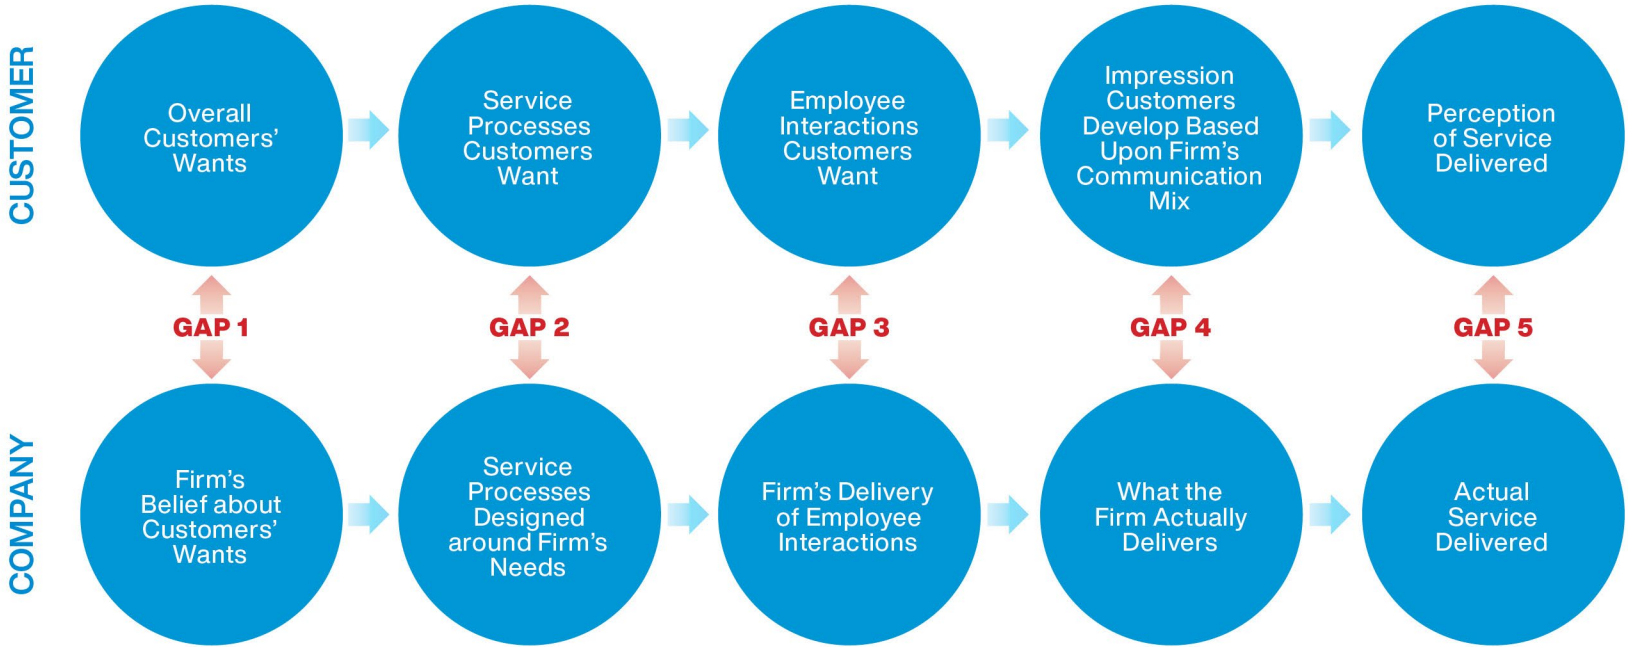 CUSTOMER
Overall
Customers’
Wants
Service
Processes
Customers
Want
Employee
Interactions
Customers
Want
Impression
Customers
Develop Based
Upon Firm’s
Communication
Mix
Perception
of Service
Delivered
GAP 1
GAP 2
GAP 3
GAP 4
GAP 5
COMPANY
Firm’s
Belief about
Customers’
Wants
Service
Processes
Designed
around Firm’s
Needs
Firm’s Delivery
of Employee
Interactions
What the
Firm Actually
Delivers
Actual
Service
Delivered